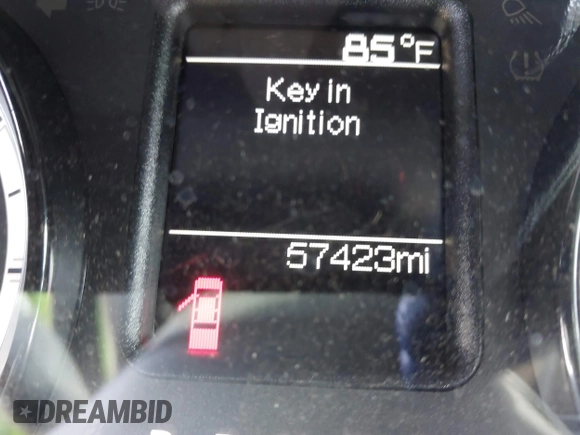 85°F
Key in
Ignition
57423mi
DREAMBID